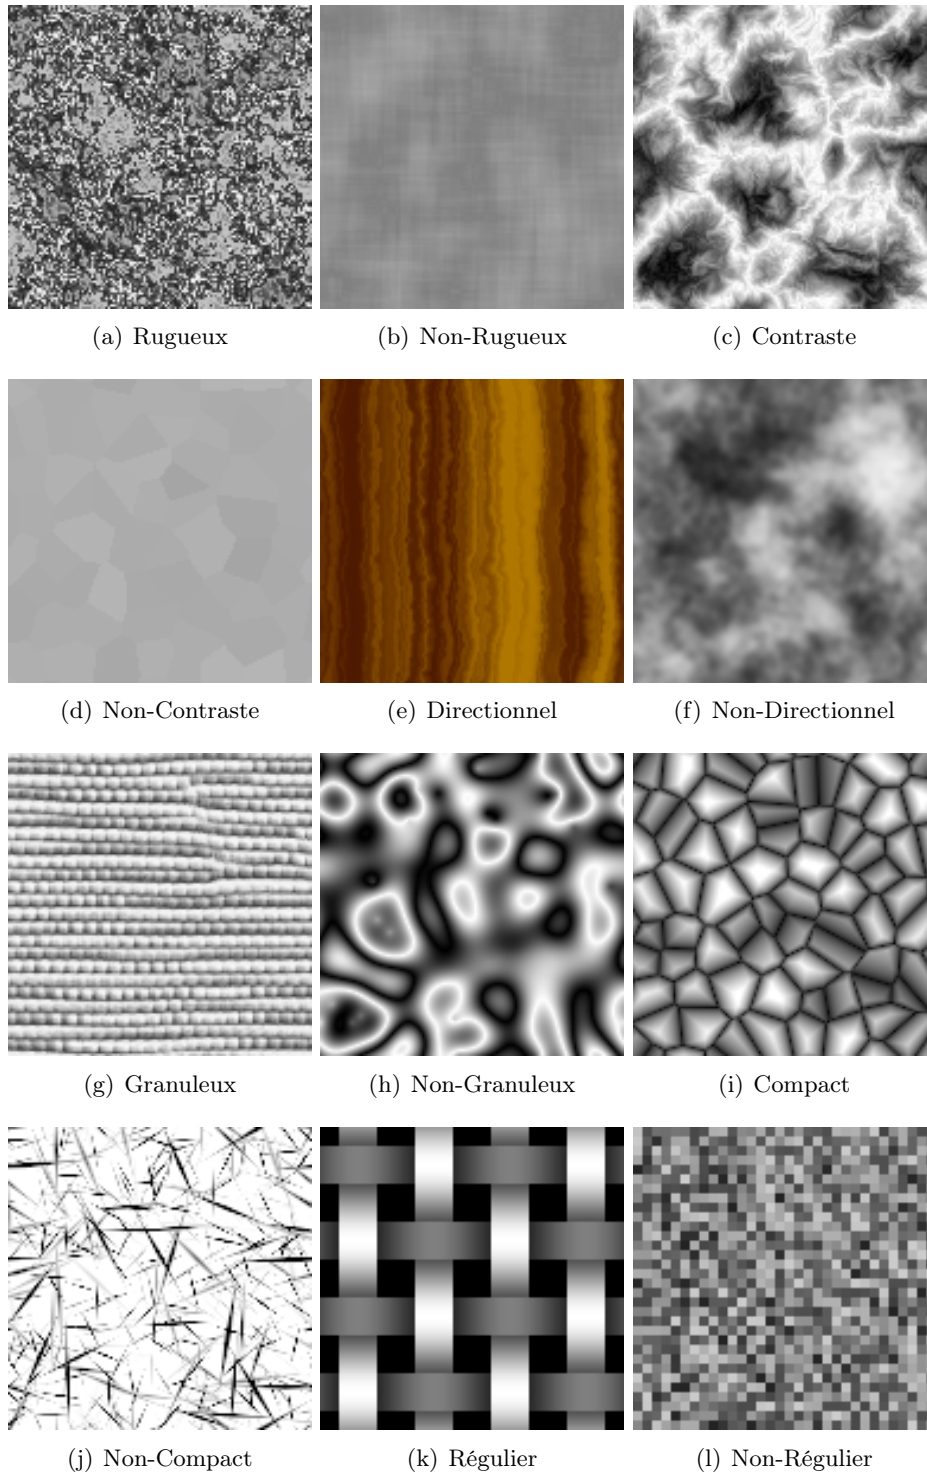 (a) Rugueux
(b) Non-Rugueux
(c) Contraste
(d) Non-Contraste
(e) Directionnel
(f) Non-Directionnel
(g) Granuleux
(h) Non-Granuleux
(i) Compact
(j) Non-Compact
(k) Régulier
(l) Non-Régulier